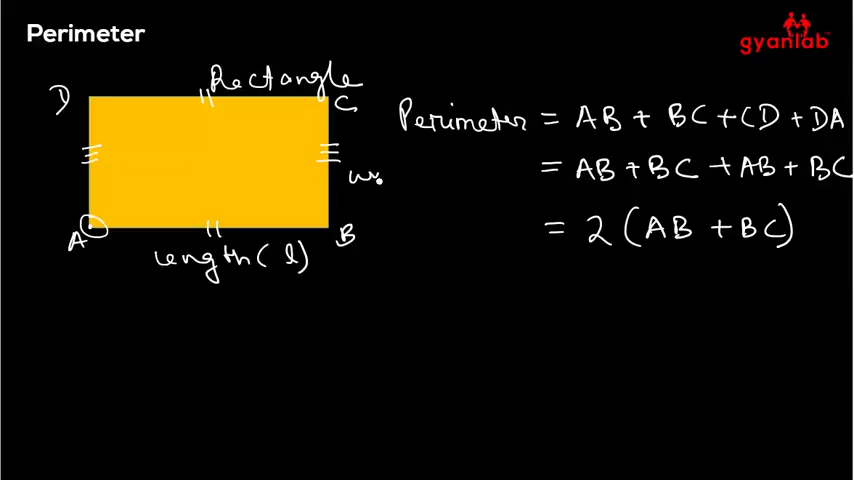 Perimeter
gyanlab
Rectangle
D
C
Perimeter = AB + BC + CD + DA
= AB + BC + AB + BC
= 2 (AB + BC)
A
B
Length (l)